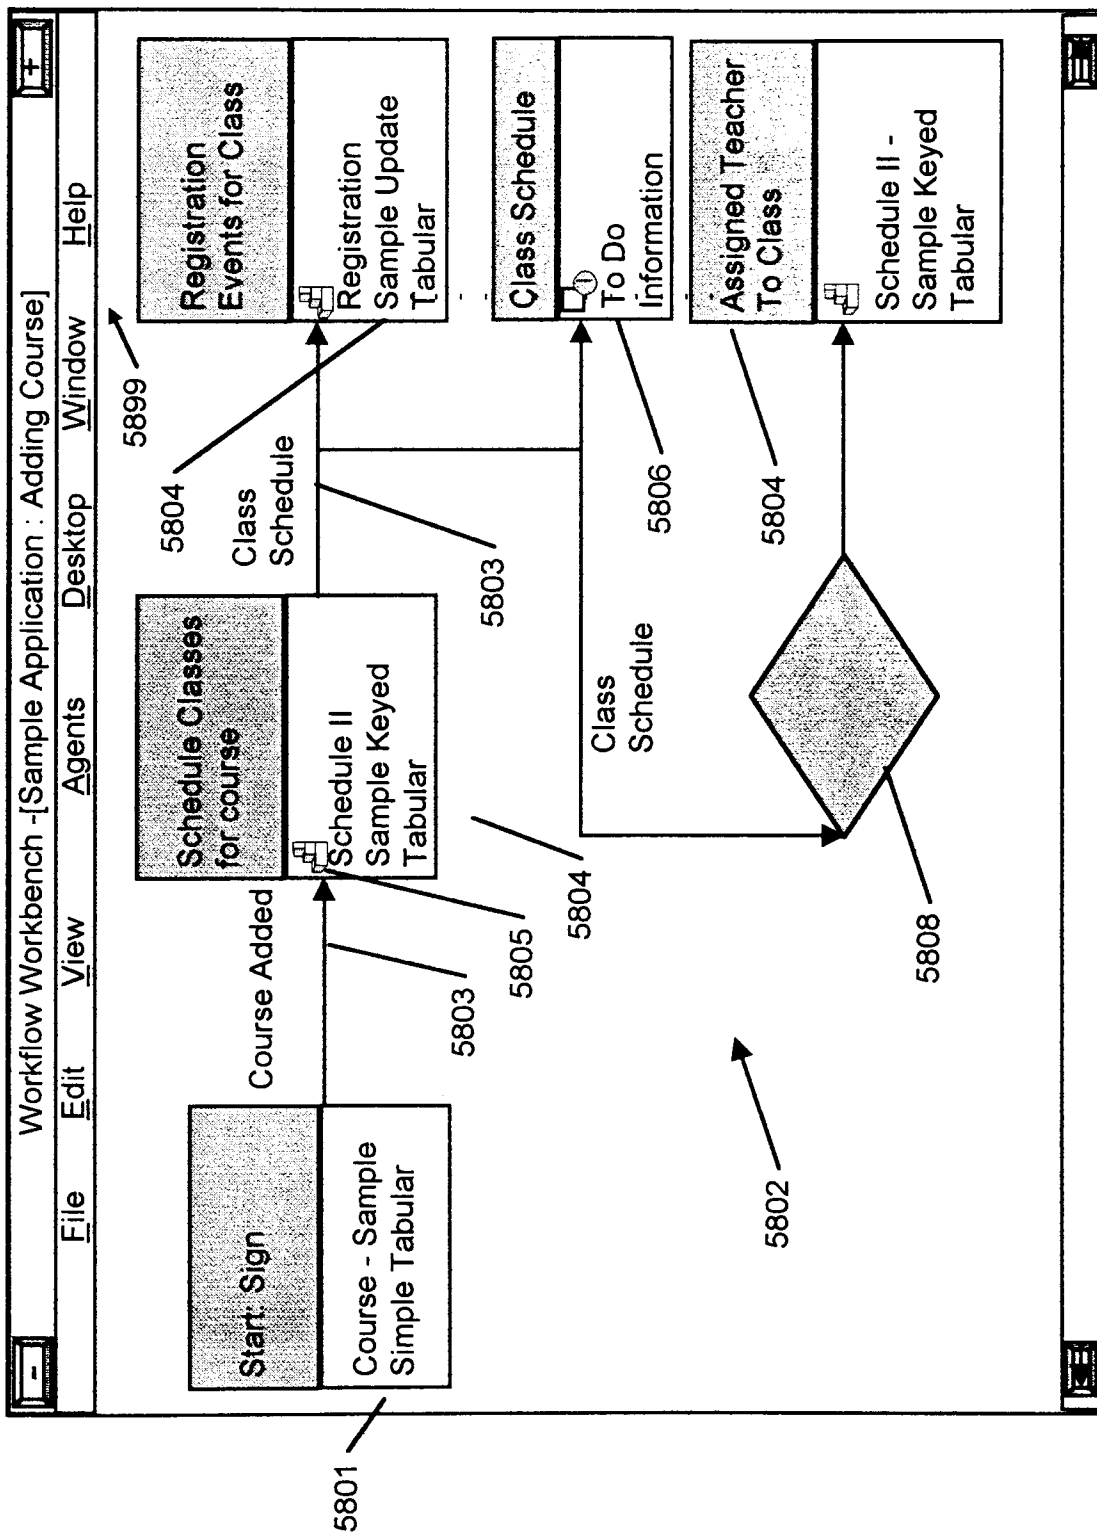 -
Workflow Workbench -[Sample Application : Adding Course]
+
File Edit View Agents Desktop Window Help
5899
Start: Sign
Course - Sample
Simple Tabular
5801
Course Added
5803
Schedule Classes
for course
Schedule II
Sample Keyed
Tabular
5805
5804
Class
Schedule
5803
5804
Registration
Events for Class
Registration
Sample Update
Tabular
Class Schedule
To Do
Information
5806
Class
Schedule
5808
5804
Assigned Teacher
To Class
Schedule II -
Sample Keyed
Tabular
5802